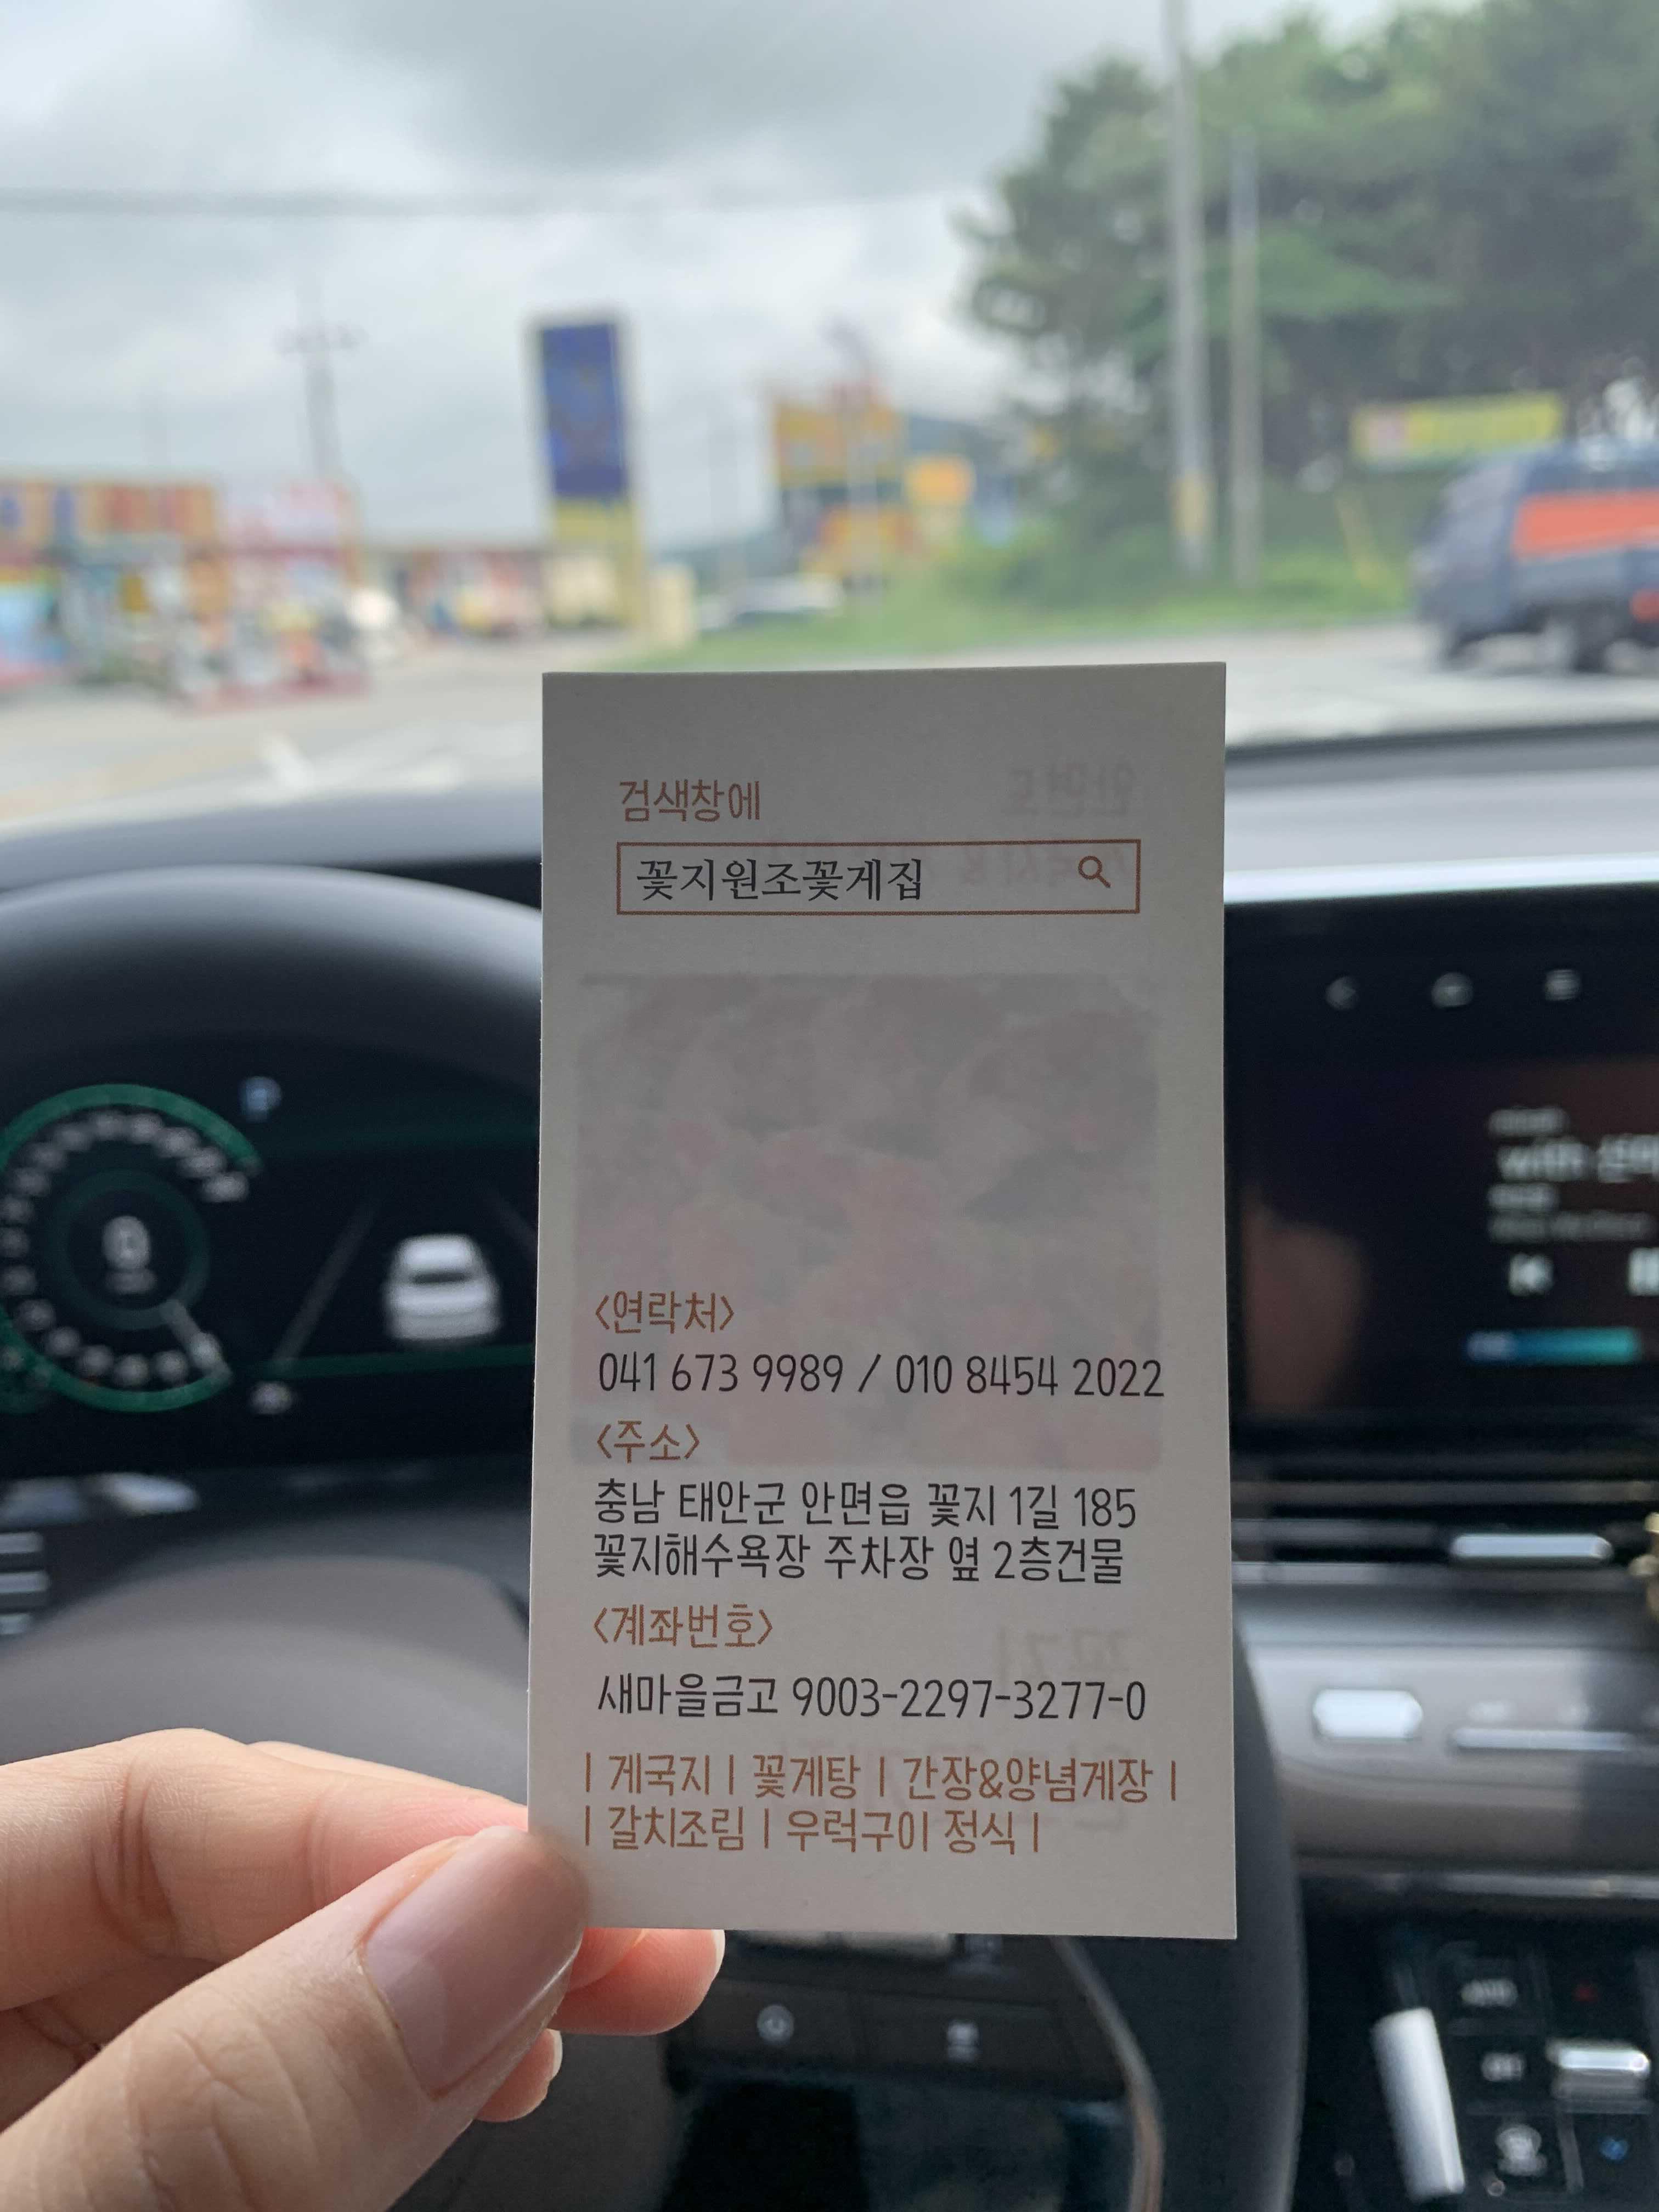 검색창에
꽃지원조꽃게집
<연락처>
041 673 9989 / 010 8454 2022
<주소>
충남 태안군 안면읍 꽃지 1길 185
꽃지해수욕장 주차장 옆 2층건물
<계좌번호>
새마을금고 9003-2297-3277-0
| 게국지 | 꽃게탕 | 간장&양념게장 |
| 갈치조림 | 우럭구이 정식 |